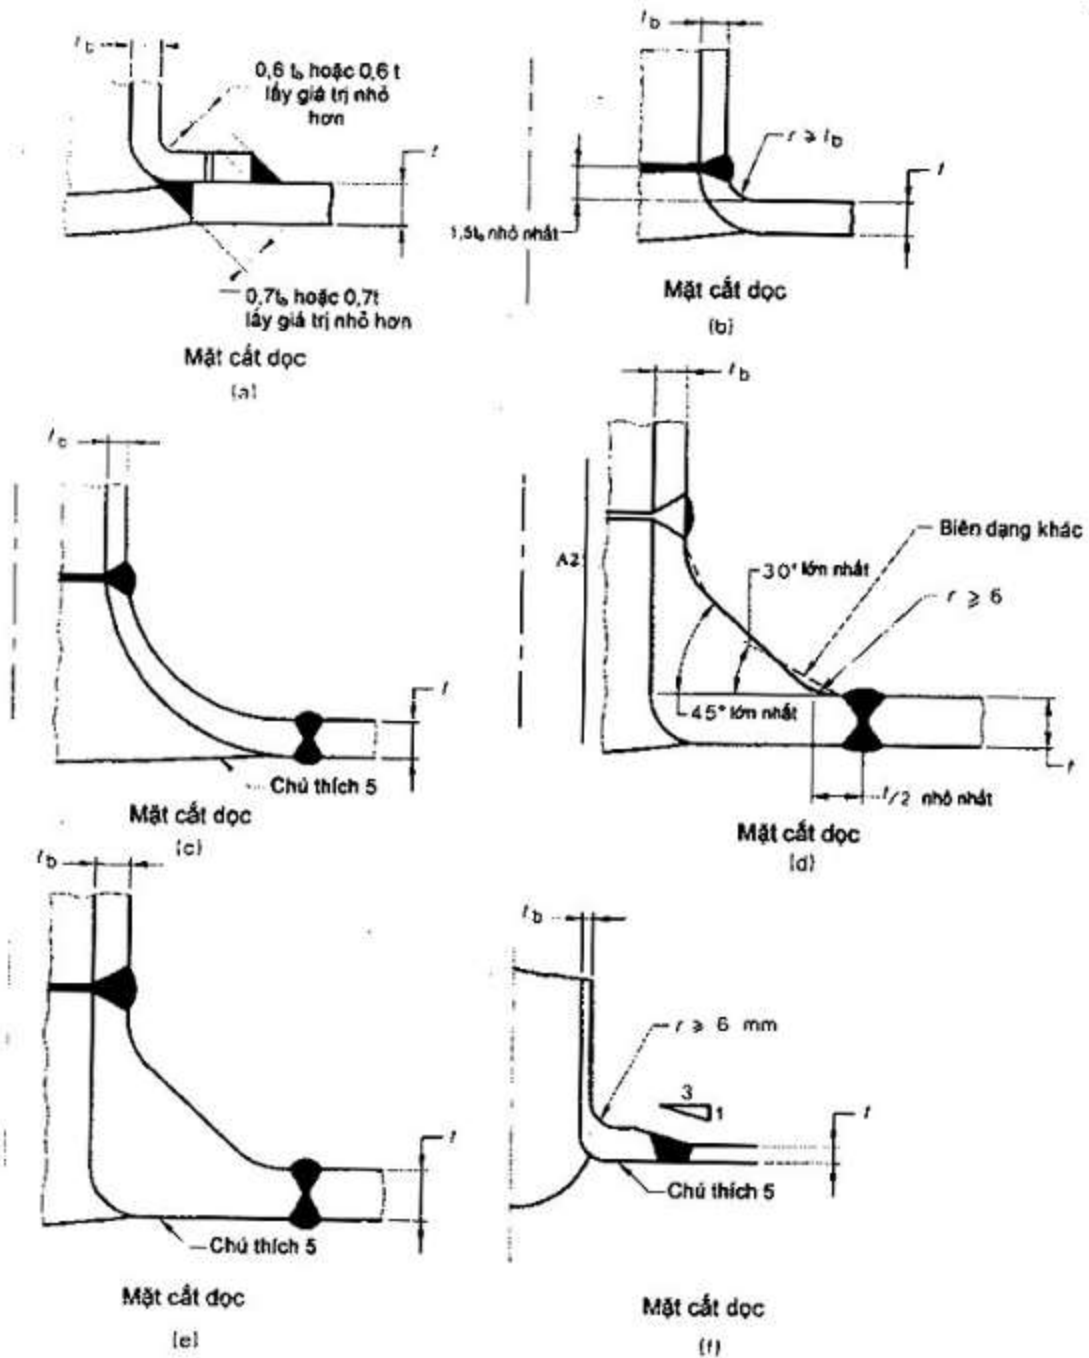 t_b
0,6 t_b hoặc 0,6 t
lấy giá trị nhỏ
hơn
t
0,7t_b hoặc 0,7t
lấy giá trị nhỏ hơn
Mặt cắt dọc
(a)
t_b
r ⩾ t_b
t
1,5t_b nhỏ nhất
Mặt cắt dọc
(b)
t_b
t
Chú thích 5
Mặt cắt dọc
(c)
t_b
A2
Biên dạng khác
30° lớn nhất
r ⩾ 6
45° lớn nhất
t
t/2 nhỏ nhất
Mặt cắt dọc
(d)
t_b
t
Chú thích 5
Mặt cắt dọc
(e)
t_b
r ⩾ 6 mm
3
1
t
Chú thích 5
Mặt cắt dọc
(f)